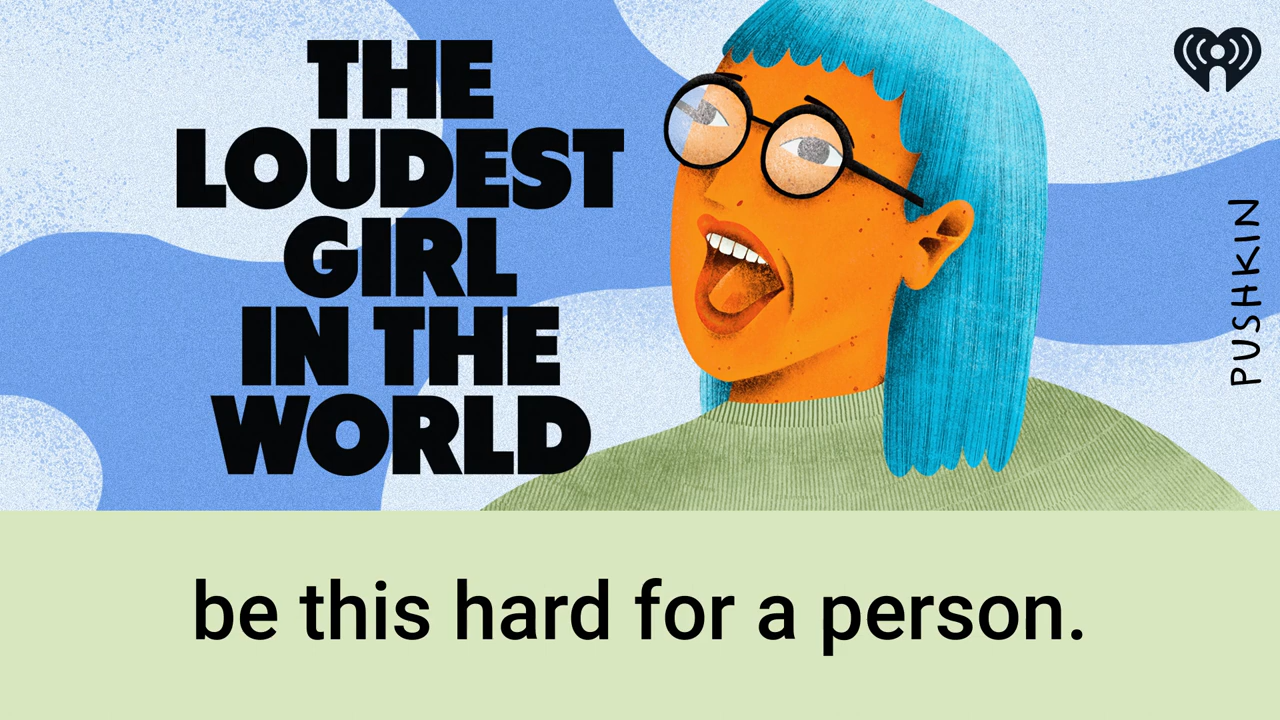 THE
LOUDEST
GIRL
IN THE
WORLD
PUSHKIN
be this hard for a person.